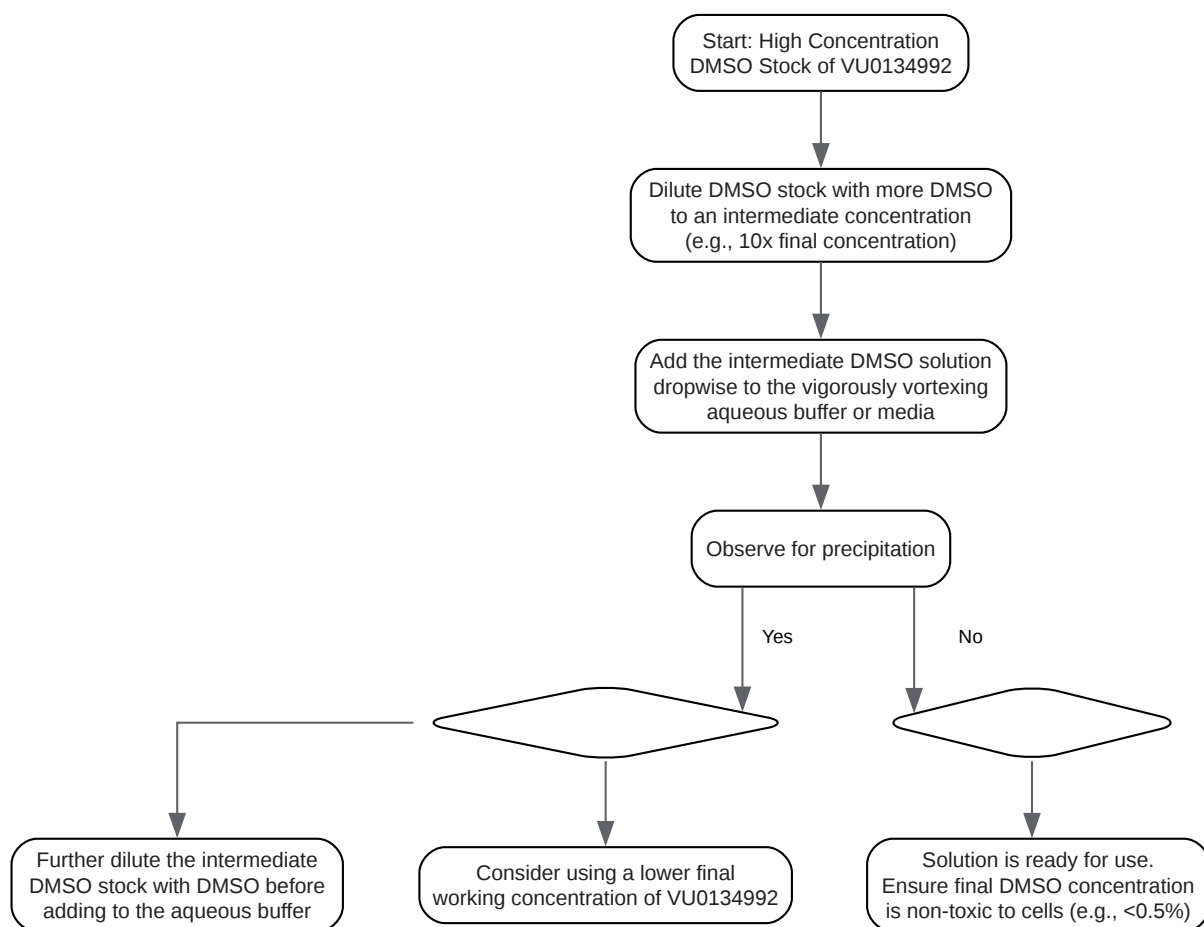 Start: High Concentration
DMSO Stock of VU0134992
Dilute DMSO stock with more DMSO
to an intermediate concentration
(e.g., 10x final concentration)
Add the intermediate DMSO solution
dropwise to the vigorously vortexing
aqueous buffer or media
Observe for precipitation
Yes
No
Further dilute the intermediate
DMSO stock with DMSO before
adding to the aqueous buffer
Consider using a lower final
working concentration of VU0134992
Solution is ready for use.
Ensure final DMSO concentration
is non-toxic to cells (e.g., <0.5%)